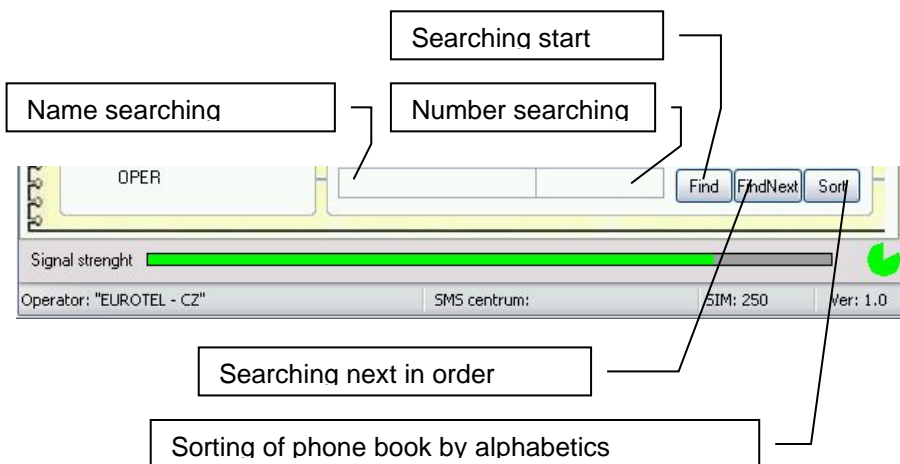 Searching start
Name searching
Number searching
OPER
Find FindNext Sort
Signal strenght
Operator: "EUROTEL - CZ" SMS centrum: SIM: 250 Ver: 1.0
Searching next in order
Sorting of phone book by alphabetics